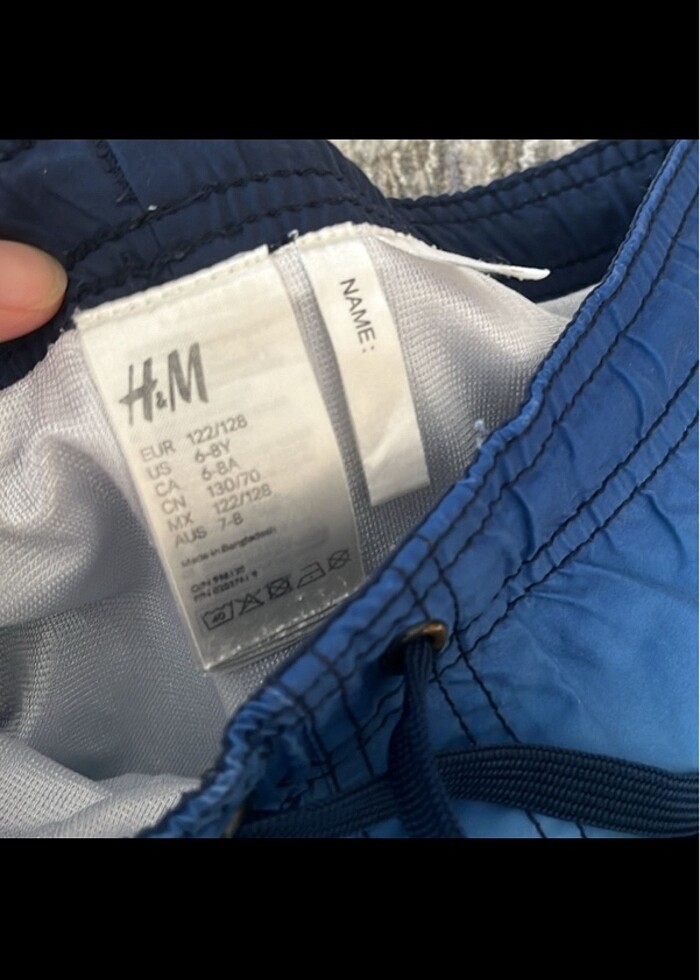 H&M
EUR 122/128
US 6-8Y
CA 6-8A
CN 130/70
MX 122/128
AUS 7-8
Made in Bangladesh
40
NAME: